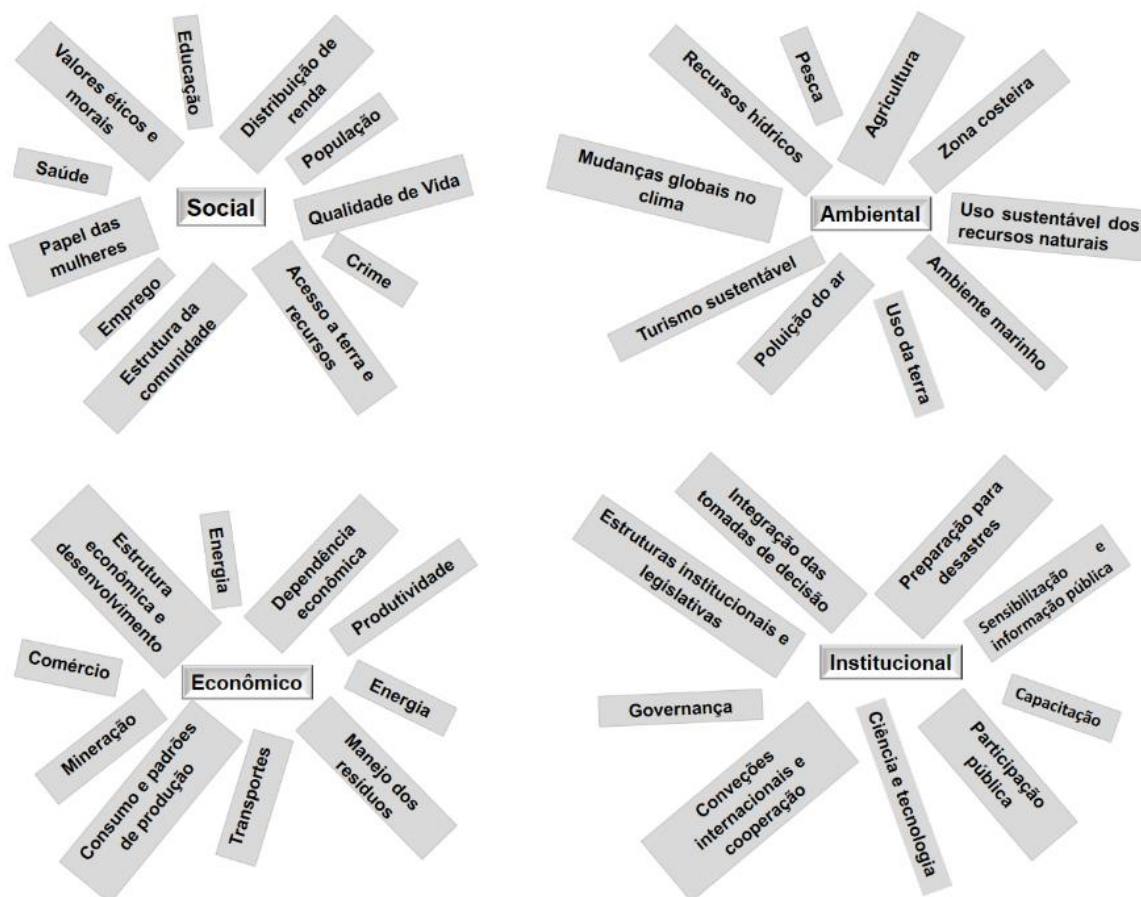 Valores éticos e
morais
Educação
Distribuição de
renda
População
Saúde
Social
Qualidade de Vida
Papel das
mulheres
Crime
Emprego
Estrutura da
comunidade
Acesso a terra e
recursos
Recursos hídricos
Pesca
Agricultura
Zona costeira
Mudanças globais no
clima
Ambiental
Uso sustentável dos
recursos naturais
Turismo sustentável
Poluição do ar
Uso da terra
Ambiente marinho
Estrutura
econômica e
desenvolvimento
Energia
Dependência
econômica
Produtividade
Comércio
Econômico
Energia
Mineração
Consumo e padrões
de produção
Transportes
Manejo dos
resíduos
Estruturas institucionais e
legislativas
Integração das
tomadas de decisão
Preparação para
desastres
Sensibilização e
informação pública
Institucional
Governança
Capacitação
Conveções
internacionais e
cooperação
Ciência e tecnologia
Participação
pública